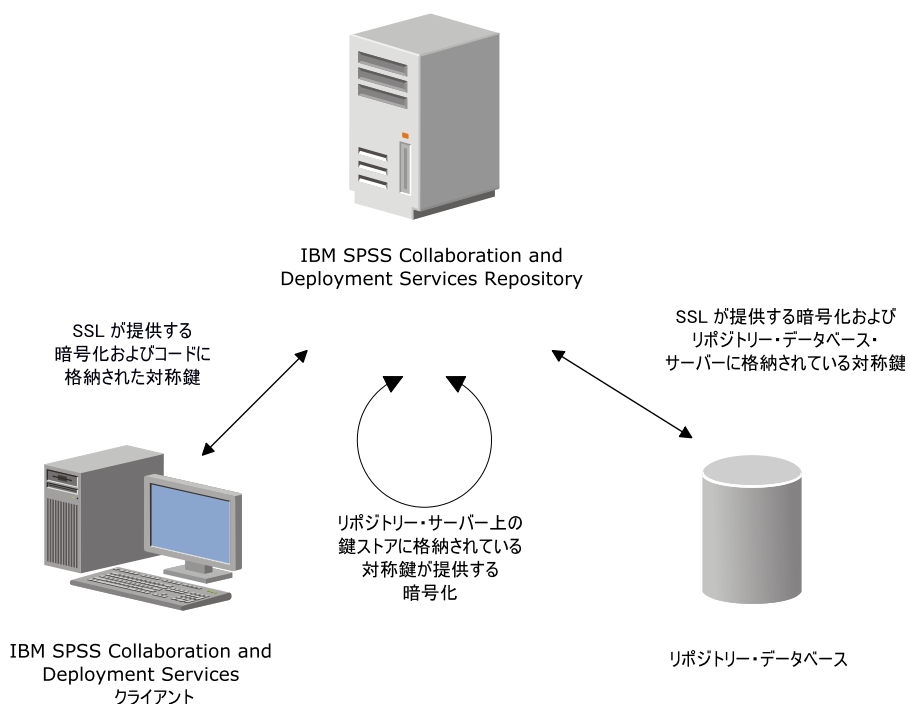 IBM SPSS Collaboration and
Deployment Services Repository
SSL が提供する
暗号化およびコードに
格納された対称鍵
SSL が提供する暗号化および
リポジトリー・データベース・
サーバーに格納されている対称鍵
リポジトリー・サーバー上の
鍵ストアに格納されている
対称鍵が提供する
暗号化
IBM SPSS Collaboration and
Deployment Services
クライアント
リポジトリー・データベース